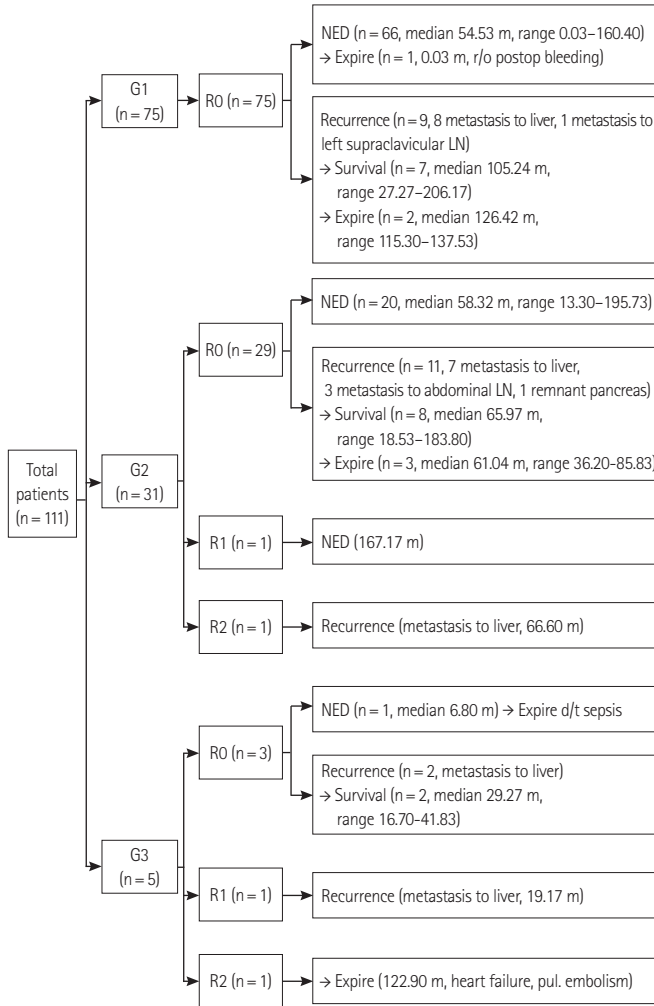 Total
patients
(n = 111)
G1
(n = 75)
R0 (n = 75)
NED (n = 66, median 54.53 m, range 0.03–160.40)
→ Expire (n = 1, 0.03 m, r/o postop bleeding)
Recurrence (n = 9, 8 metastasis to liver, 1 metastasis to
left supraclavicular LN)
→ Survival (n = 7, median 105.24 m,
range 27.27–206.17)
→ Expire (n = 2, median 126.42 m,
range 115.30–137.53)
G2
(n = 31)
R0 (n = 29)
NED (n = 20, median 58.32 m, range 13.30–195.73)
Recurrence (n = 11, 7 metastasis to liver,
3 metastasis to abdominal LN, 1 remnant pancreas)
→ Survival (n = 8, median 65.97 m,
range 18.53–183.80)
→ Expire (n = 3, median 61.04 m, range 36.20-85.83)
R1 (n = 1)
NED (167.17 m)
R2 (n = 1)
Recurrence (metastasis to liver, 66.60 m)
G3
(n = 5)
R0 (n = 3)
NED (n = 1, median 6.80 m) → Expire d/t sepsis
Recurrence (n = 2, metastasis to liver)
→ Survival (n = 2, median 29.27 m,
range 16.70-41.83)
R1 (n = 1)
Recurrence (metastasis to liver, 19.17 m)
R2 (n = 1)
→ Expire (122.90 m, heart failure, pul. embolism)